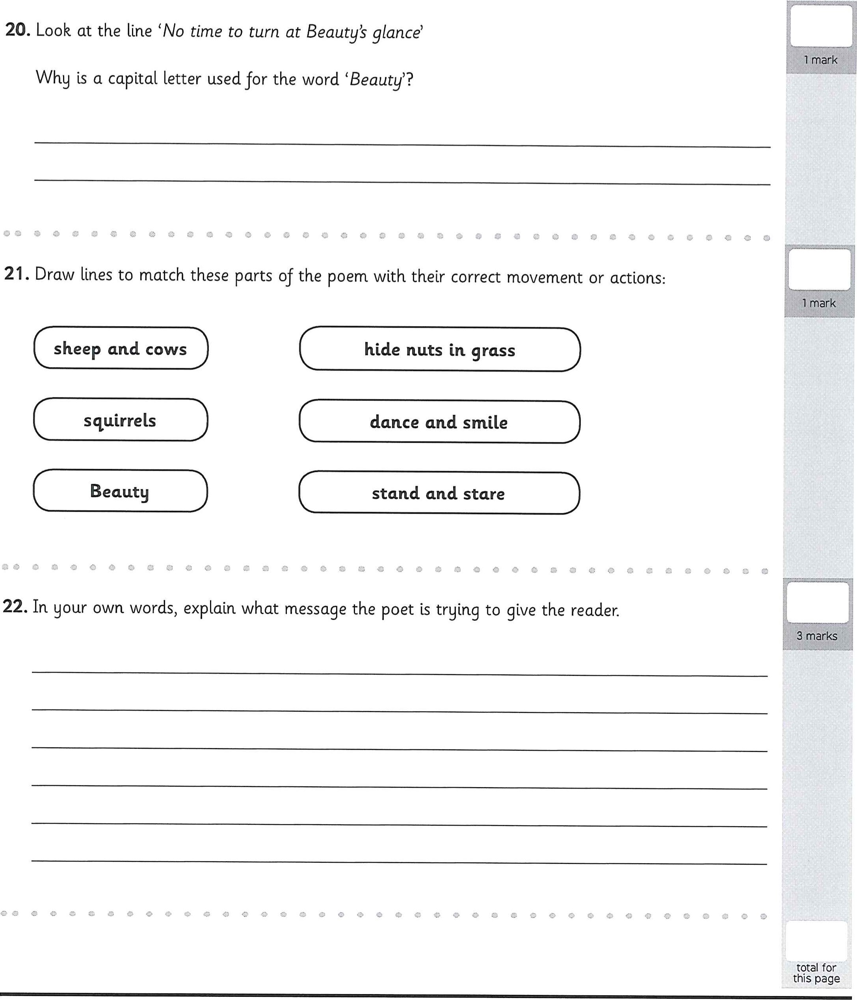 20. Look at the line ‘No time to turn at Beauty’s glance’
1 mark
Why is a capital letter used for the word ‘Beauty’?
21. Draw lines to match these parts of the poem with their correct movement or actions:
1 mark
sheep and cows
hide nuts in grass
squirrels
dance and smile
Beauty
stand and stare
22. In your own words, explain what message the poet is trying to give the reader.
3 marks
total for
this page